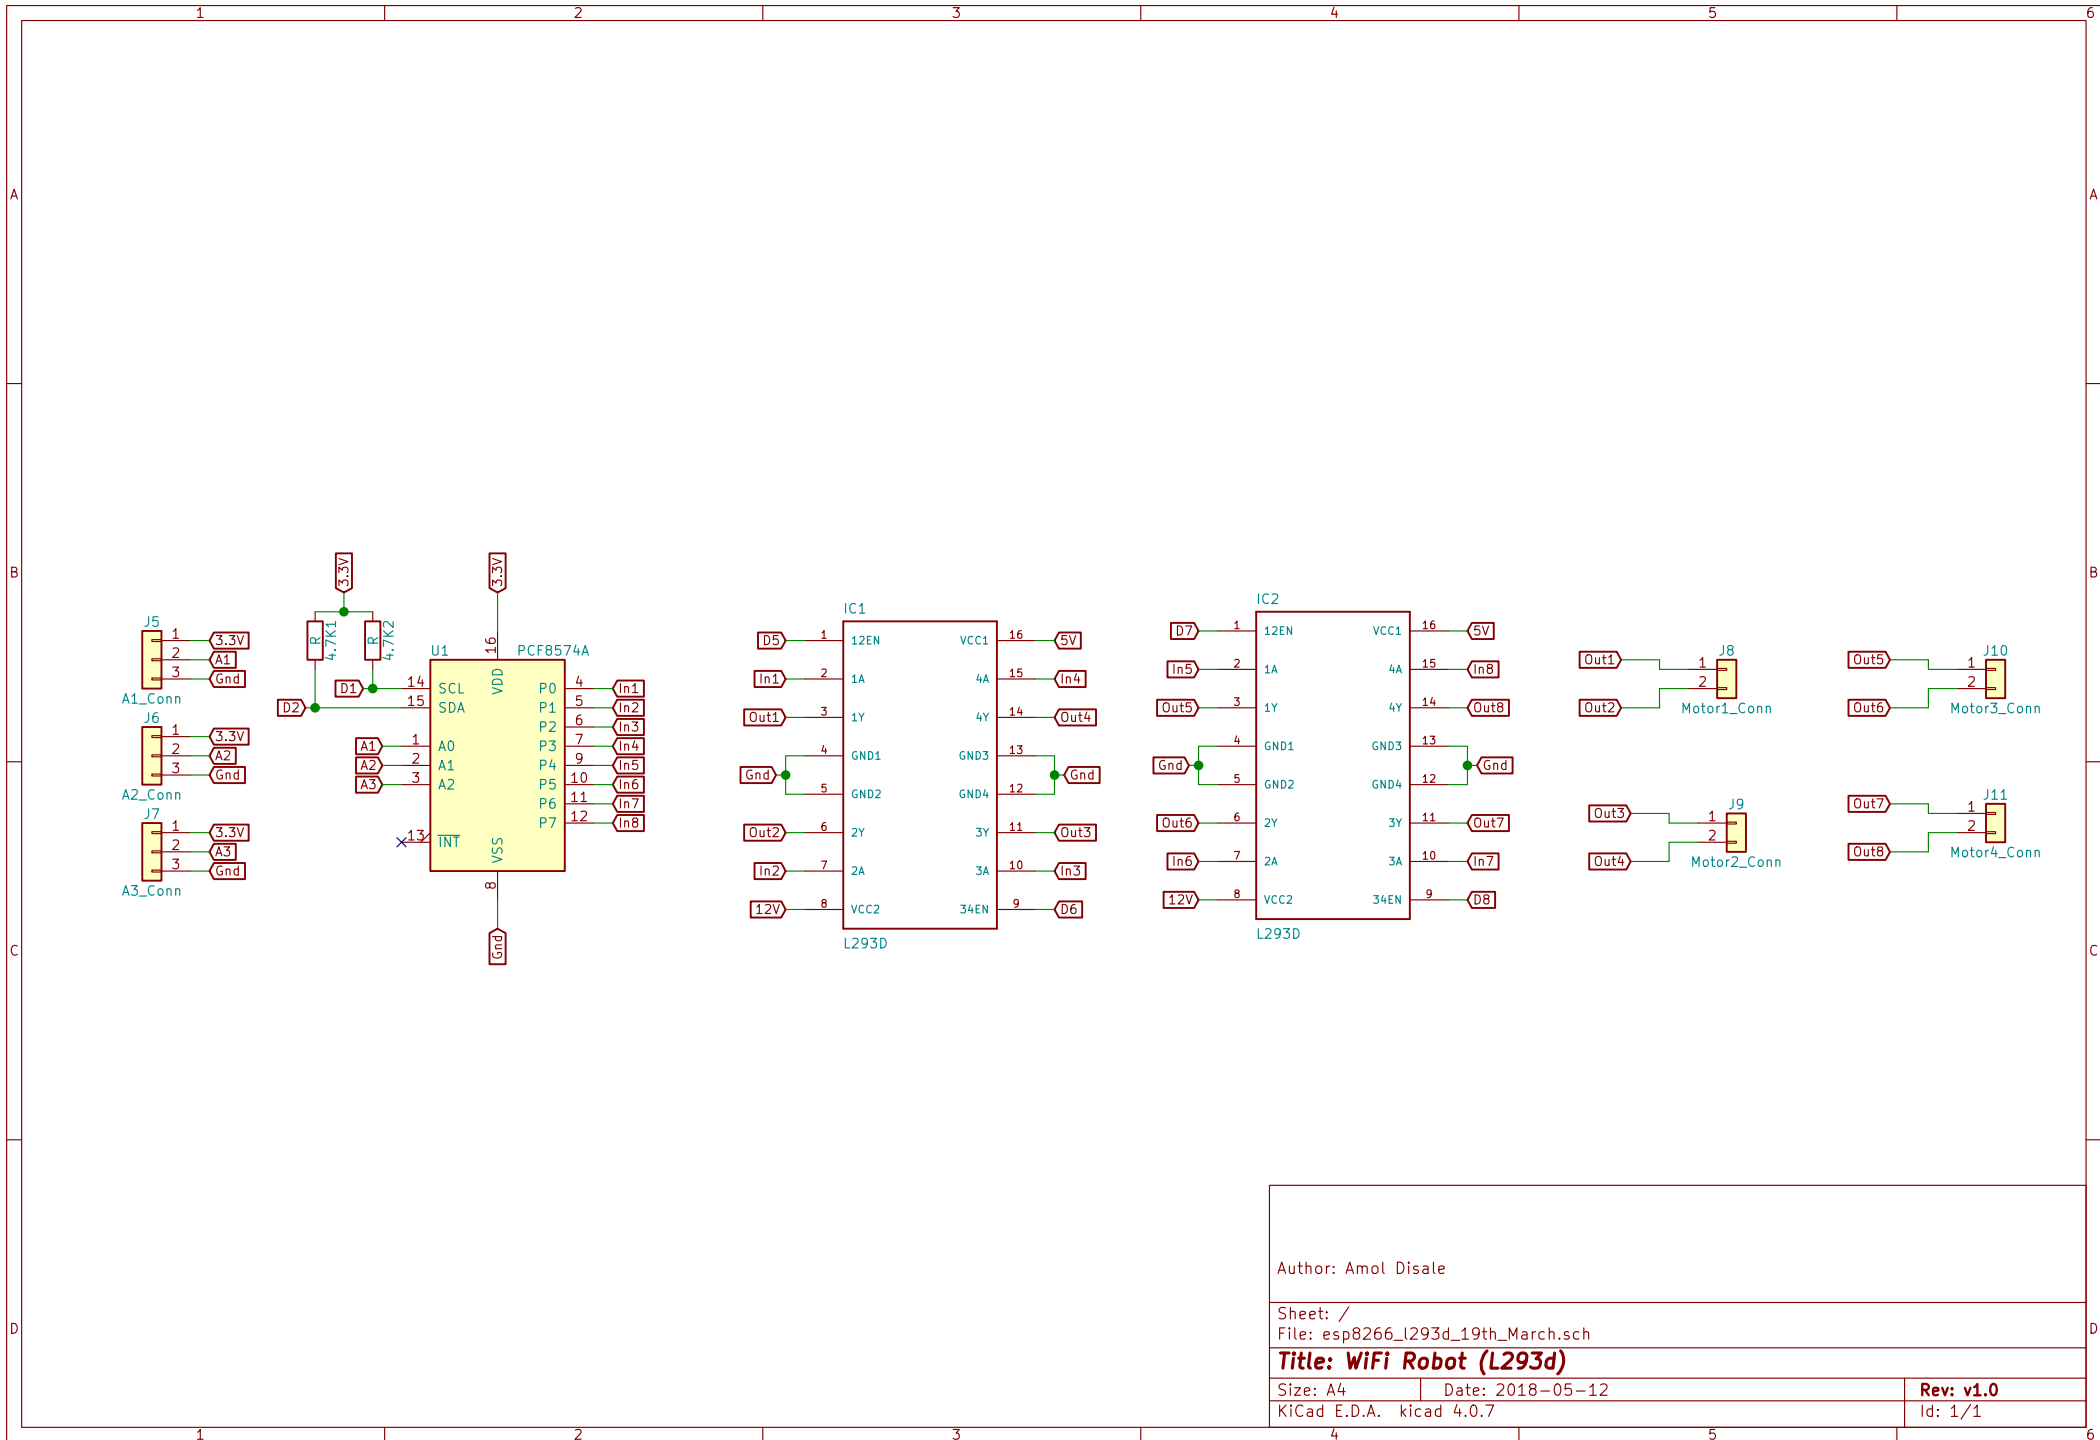 1 2 3 4 5 6
A A
B B
C C
D D
J5
1 3.3V
2 A1
3 Gnd
A1_Conn
J6
1 3.3V
2 A2
3 Gnd
A2_Conn
J7
1 3.3V
2 A3
3 Gnd
A3_Conn
3.3V
R 4.7K1
R 4.7K2
D1
D2
3.3V
16
U1 PCF8574A
VDD
14 SCL
15 SDA
A1 1 A0
A2 2 A1
A3 3 A2
13 INT
P0 4 In1
P1 5 In2
P2 6 In3
P3 7 In4
P4 9 In5
P5 10 In6
P6 11 In7
P7 12 In8
VSS
8
Gnd
IC1
D5 1 12EN VCC1 16 5V
In1 2 1A 4A 15 In4
Out1 3 1Y 4Y 14 Out4
4 GND1 GND3 13
Gnd Gnd
5 GND2 GND4 12
Out2 6 2Y 3Y 11 Out3
In2 7 2A 3A 10 In3
12V 8 VCC2 34EN 9 D6
L293D
IC2
D7 1 12EN VCC1 16 5V
In5 2 1A 4A 15 In8
Out5 3 1Y 4Y 14 Out8
4 GND1 GND3 13
Gnd Gnd
5 GND2 GND4 12
Out6 6 2Y 3Y 11 Out7
In6 7 2A 3A 10 In7
12V 8 VCC2 34EN 9 D8
L293D
J8
Out1 1
Out2 2
Motor1_Conn
J9
Out3 1
Out4 2
Motor2_Conn
J10
Out5 1
Out6 2
Motor3_Conn
J11
Out7 1
Out8 2
Motor4_Conn
Author: Amol Disale
Sheet: /
File: esp8266_l293d_19th_March.sch
Title: WiFi Robot (L293d)
Size: A4 Date: 2018-05-12 Rev: v1.0
KiCad E.D.A. kicad 4.0.7 Id: 1/1
1 2 3 4 5 6